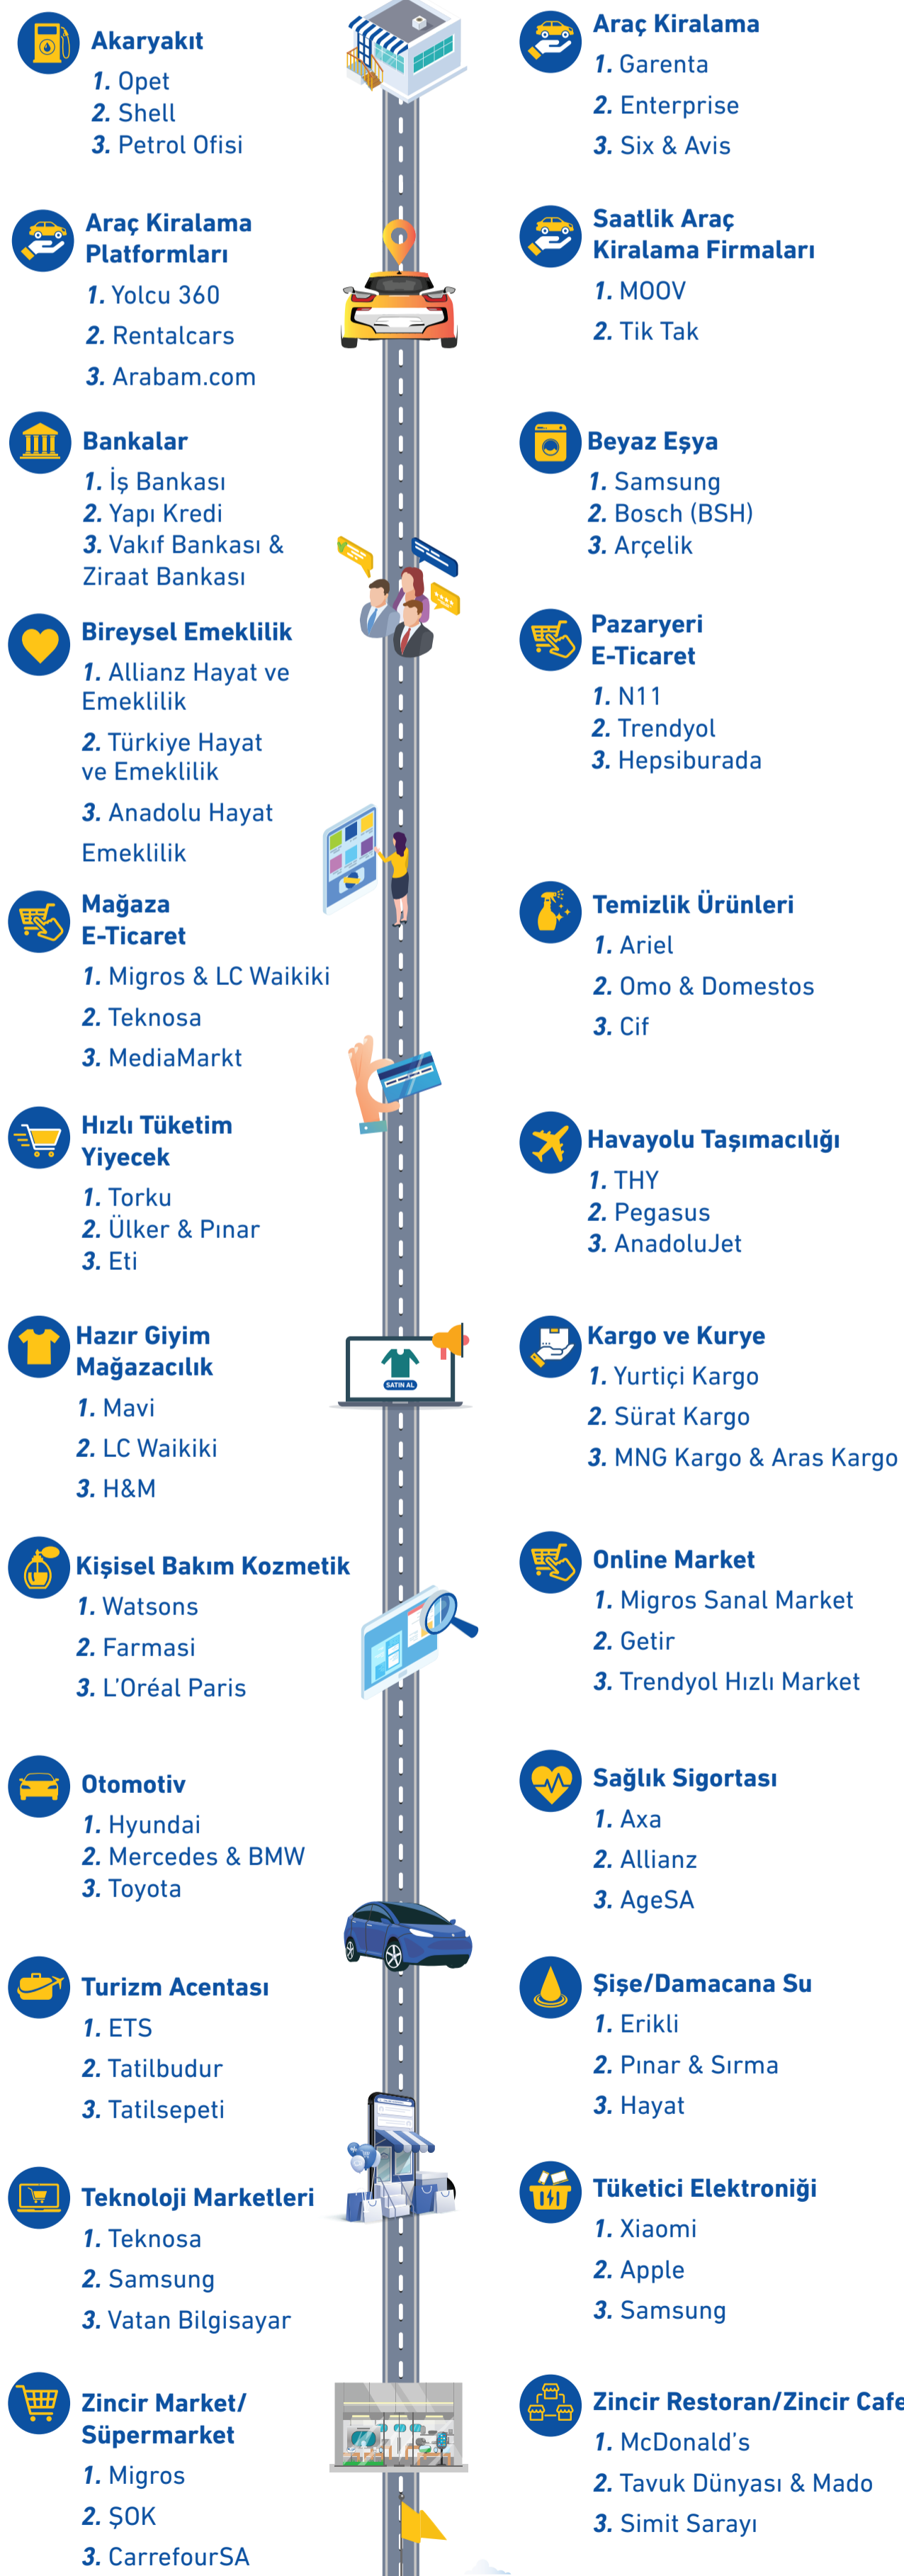 Akaryakıt
1. Opet
2. Shell
3. Petrol Ofisi
Araç Kiralama
1. Garenta
2. Enterprise
3. Six & Avis
Araç Kiralama
Platformları
1. Yolcu 360
2. Rentalcars
3. Arabam.com
Saatlik Araç
Kiralama Firmaları
1. MOOV
2. Tik Tak
Bankalar
1. İş Bankası
2. Yapı Kredi
3. Vakıf Bankası &
Ziraat Bankası
Beyaz Eşya
1. Samsung
2. Bosch (BSH)
3. Arçelik
Bireysel Emeklilik
1. Allianz Hayat ve
Emeklilik
2. Türkiye Hayat
ve Emeklilik
3. Anadolu Hayat
Emeklilik
Pazaryeri
E-Ticaret
1. N11
2. Trendyol
3. Hepsiburada
Mağaza
E-Ticaret
1. Migros & LC Waikiki
2. Teknosa
3. MediaMarkt
Temizlik Ürünleri
1. Ariel
2. Omo & Domestos
3. Cif
Hızlı Tüketim
Yiyecek
1. Torku
2. Ülker & Pınar
3. Eti
Havayolu Taşımacılığı
1. THY
2. Pegasus
3. AnadoluJet
Hazır Giyim
Mağazacılık
1. Mavi
2. LC Waikiki
3. H&M
SATIN AL
Kargo ve Kurye
1. Yurtiçi Kargo
2. Sürat Kargo
3. MNG Kargo & Aras Kargo
Kişisel Bakım Kozmetik
1. Watsons
2. Farmasi
3. L'Oréal Paris
Online Market
1. Migros Sanal Market
2. Getir
3. Trendyol Hızlı Market
Otomotiv
1. Hyundai
2. Mercedes & BMW
3. Toyota
Sağlık Sigortası
1. Axa
2. Allianz
3. AgeSA
Turizm Acentası
1. ETS
2. Tatilbudur
3. Tatilsepeti
Şişe/Damacana Su
1. Erikli
2. Pınar & Sırma
3. Hayat
Teknoloji Marketleri
1. Teknosa
2. Samsung
3. Vatan Bilgisayar
Tüketici Elektroniği
1. Xiaomi
2. Apple
3. Samsung
Zincir Market/
Süpermarket
1. Migros
2. ŞOK
3. CarrefourSA
Zincir Restoran/Zincir Cafe
1. McDonald's
2. Tavuk Dünyası & Mado
3. Simit Sarayı